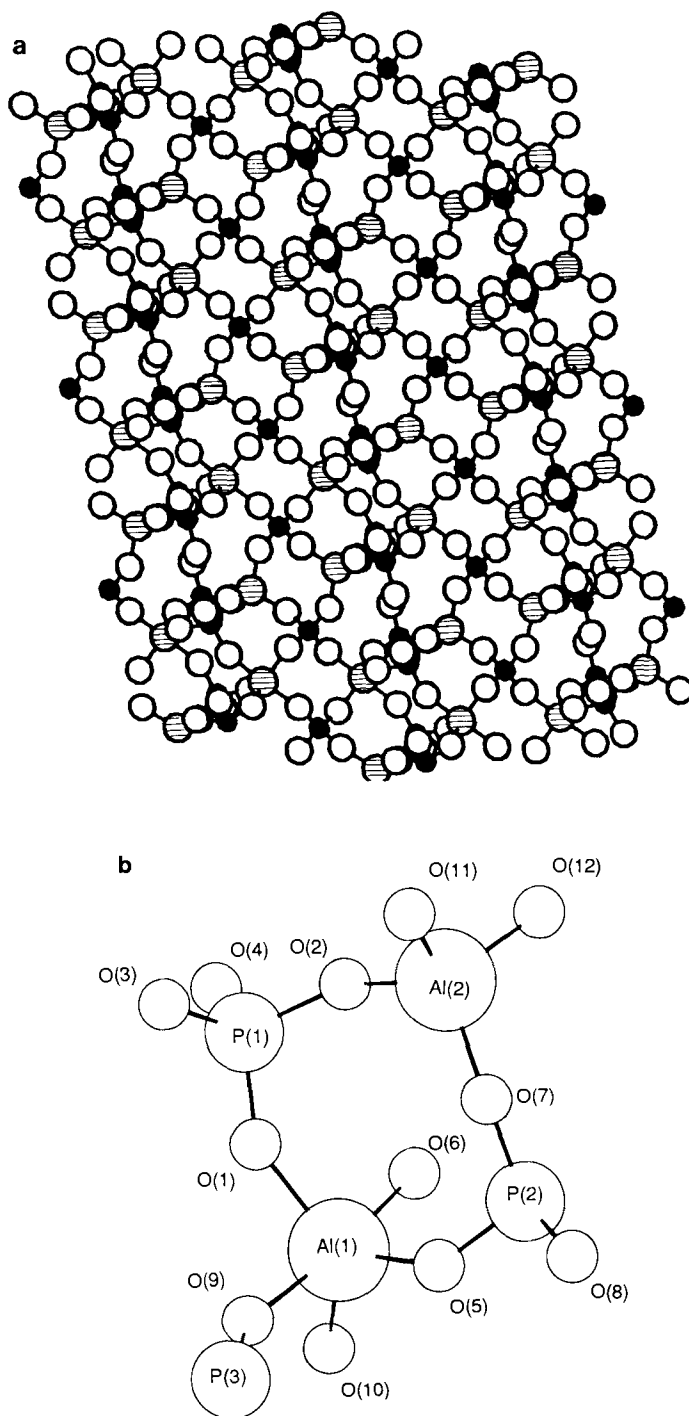 a
b
O(11)
O(12)
O(4)
O(2)
O(3)
Al(2)
P(1)
O(7)
O(6)
O(1)
P(2)
Al(1)
O(9)
O(8)
O(5)
P(3)
O(10)